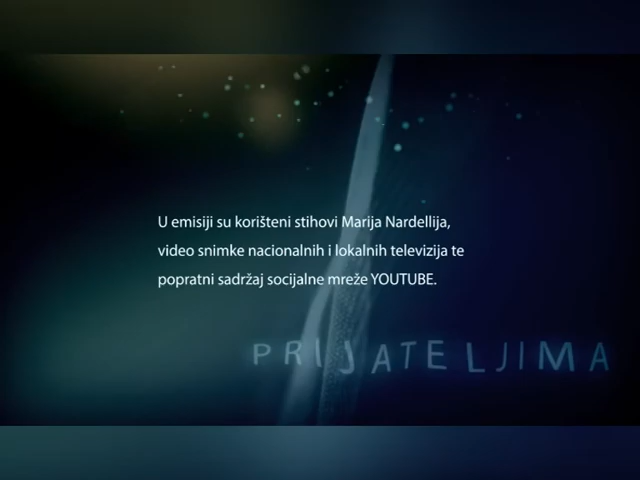 U emisiji su korišteni stihovi Marija Nardellija,
video snimke nacionalnih i lokalnih televizija te
popratni sadržaj socijalne mreže YOUTUBE.
PRIJATELJIMA